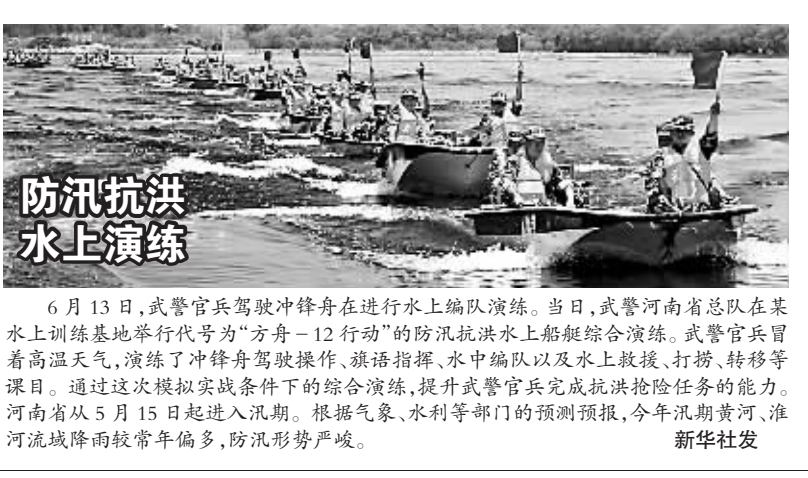 防汛抗洪
水上演练
6 月 13 日，武警官兵驾驶冲锋舟在进行水上编队演练。当日，武警河南省总队在某
水上训练基地举行代号为“方舟－12 行动”的防汛抗洪水上船艇综合演练。武警官兵冒
着高温天气，演练了冲锋舟驾驶操作、旗语指挥、水中编队以及水上救援、打捞、转移等
课目。通过这次模拟实战条件下的综合演练，提升武警官兵完成抗洪抢险任务的能力。
河南省从 5 月 15 日起进入汛期。根据气象、水利等部门的预测预报，今年汛期黄河、淮
河流域降雨较常年偏多，防汛形势严峻。 新华社发